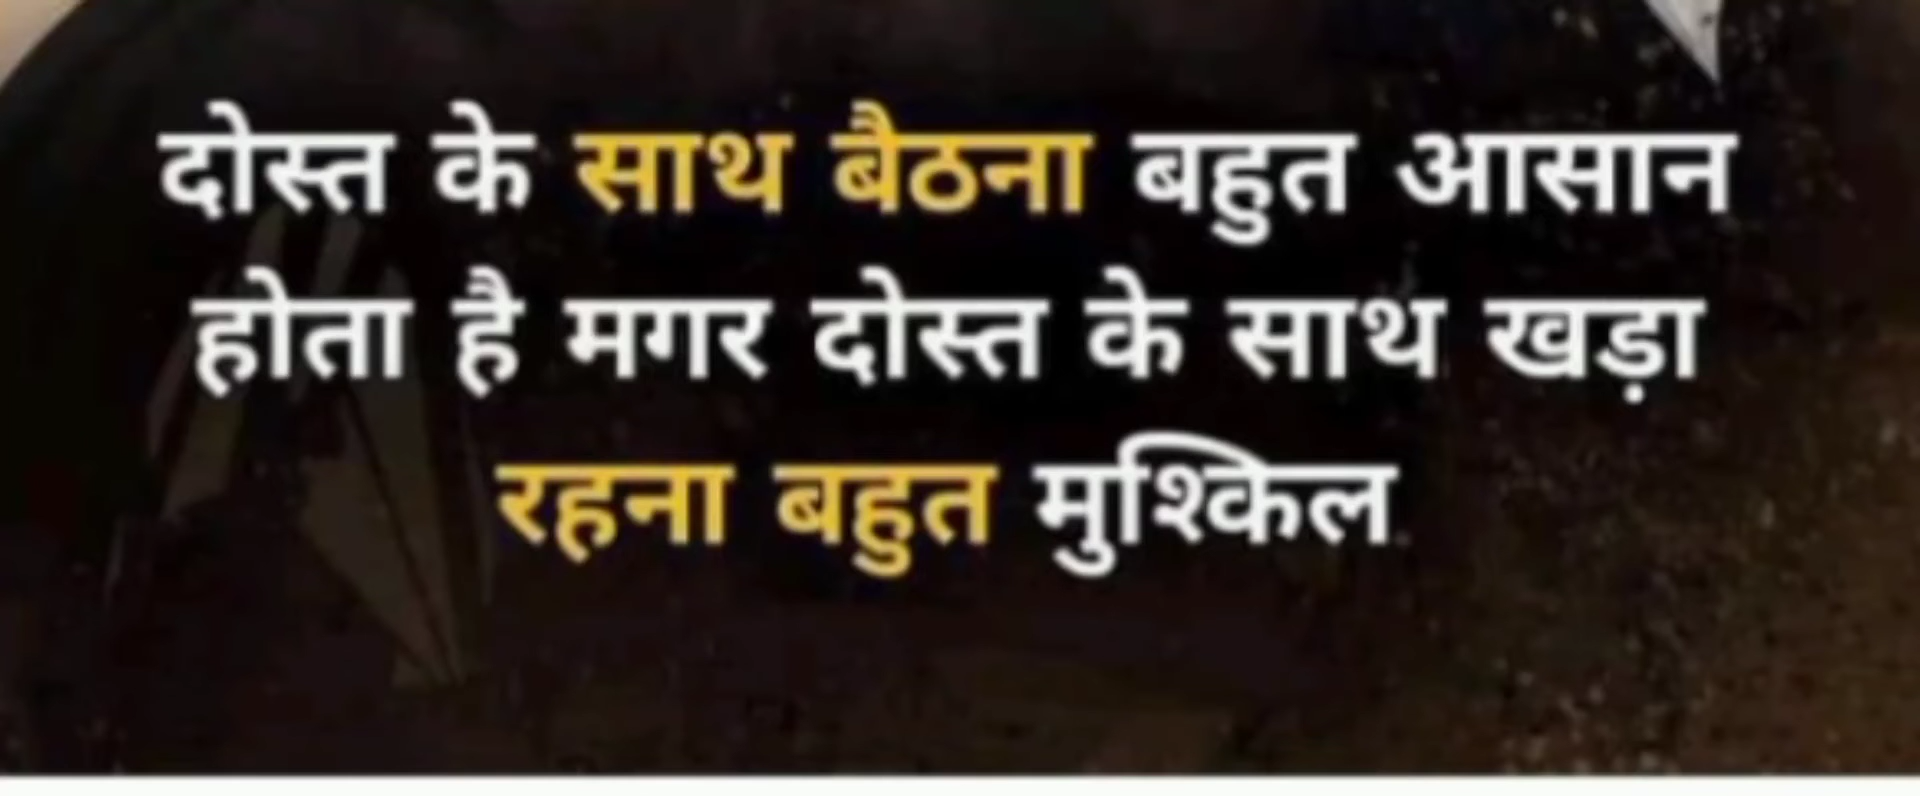 दोस्त के साथ बैठना बहुत आसान
होता है मगर दोस्त के साथ खड़ा
रहना बहुत मुश्किल